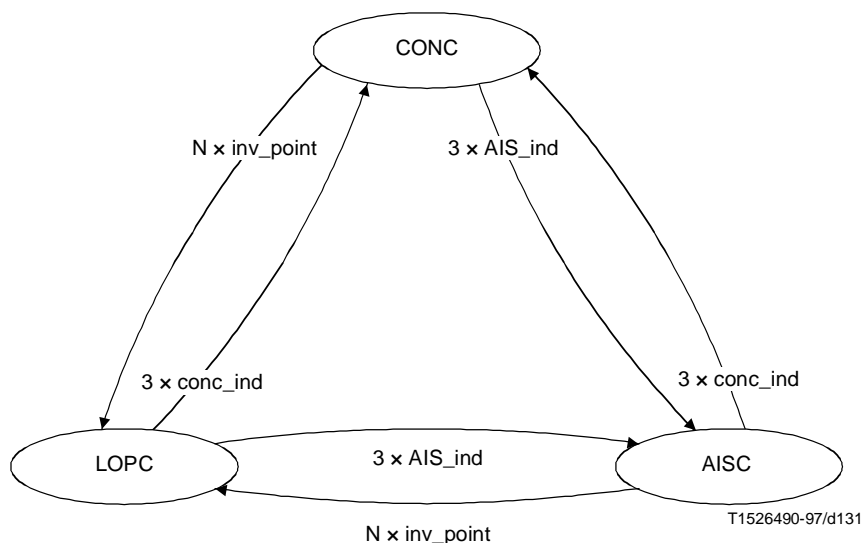 CONC
N × inv_point
3 × AIS_ind
3 × conc_ind
3 × conc_ind
LOPC
3 × AIS_ind
AISC
T1526490-97/d131
N × inv_point